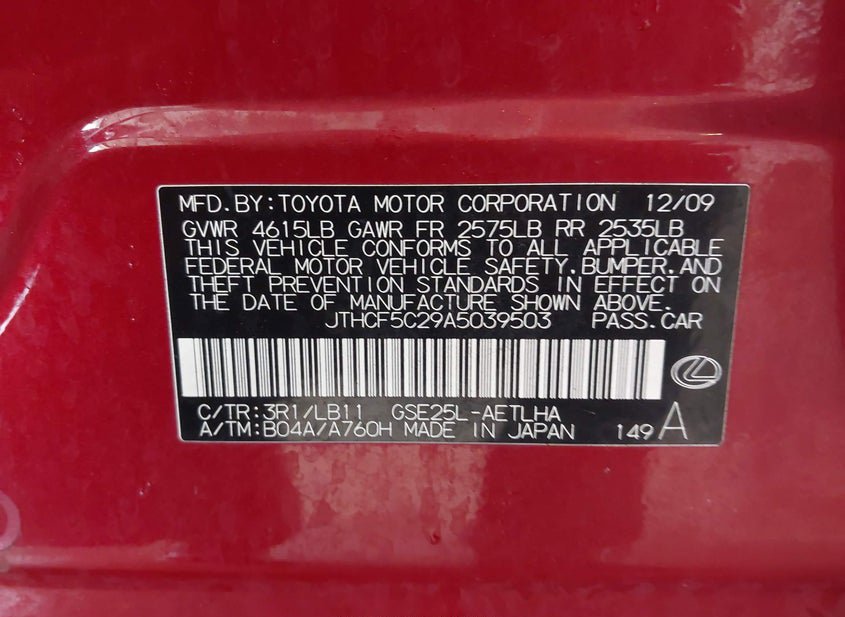 MFD.BY:TOYOTA MOTOR CORPORATION 12/09
GVWR 4615LB GAWR FR 2575LB RR 2535LB
THIS VEHICLE CONFORMS TO ALL APPLICABLE
FEDERAL MOTOR VEHICLE SAFETY.BUMPER.AND
THEFT PREVENTION STANDARDS IN EFFECT ON
THE DATE OF MANUFACTURE SHOWN ABOVE.
JTHCF5C29A5039503 PASS.CAR
C/TR:3R1/LB11 GSE25L-AETLHA
A/TM:B04A/A760H MADE IN JAPAN 149 A